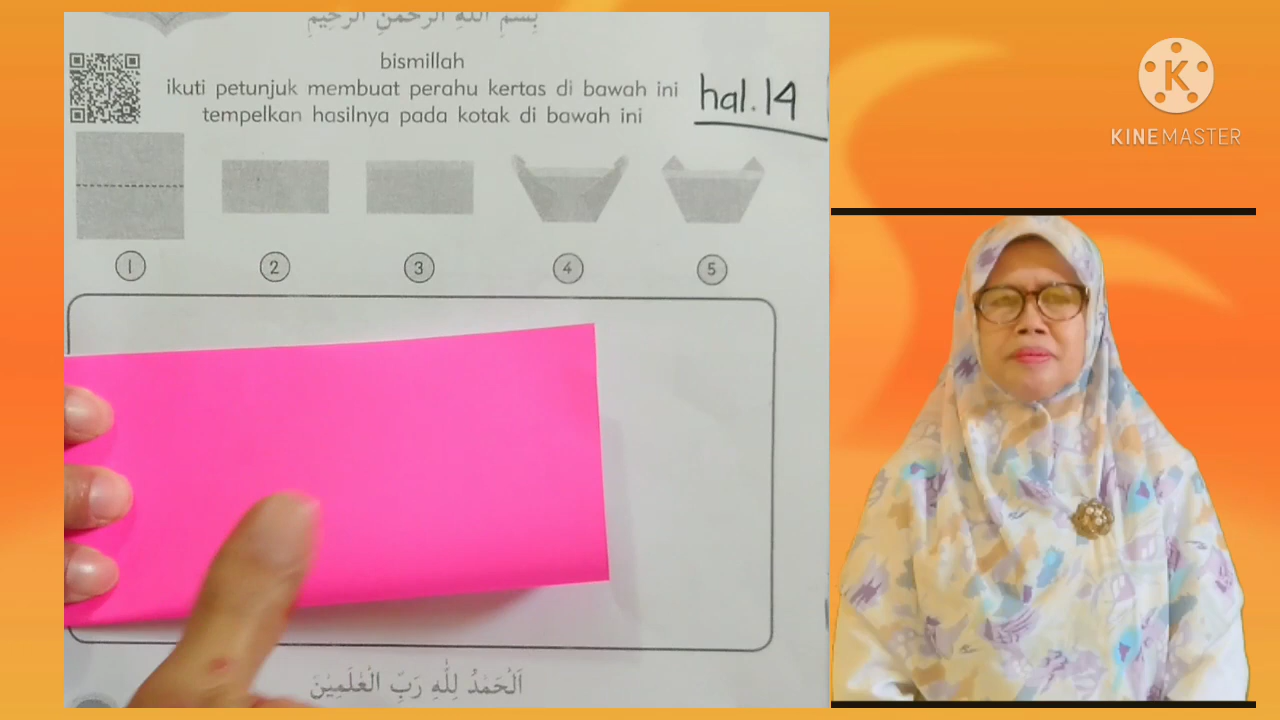 بِسْمِ اللهِ الرَّحْمٰنِ الرَّحِيْمِ
bismillah
ikuti petunjuk membuat perahu kertas di bawah ini
tempelkan hasilnya pada kotak di bawah ini
hal.14
1 2 3 4 5
اَلْحَمْدُ لِلّٰهِ رَبِّ الْعٰلَمِيْنَ
KINEMASTER